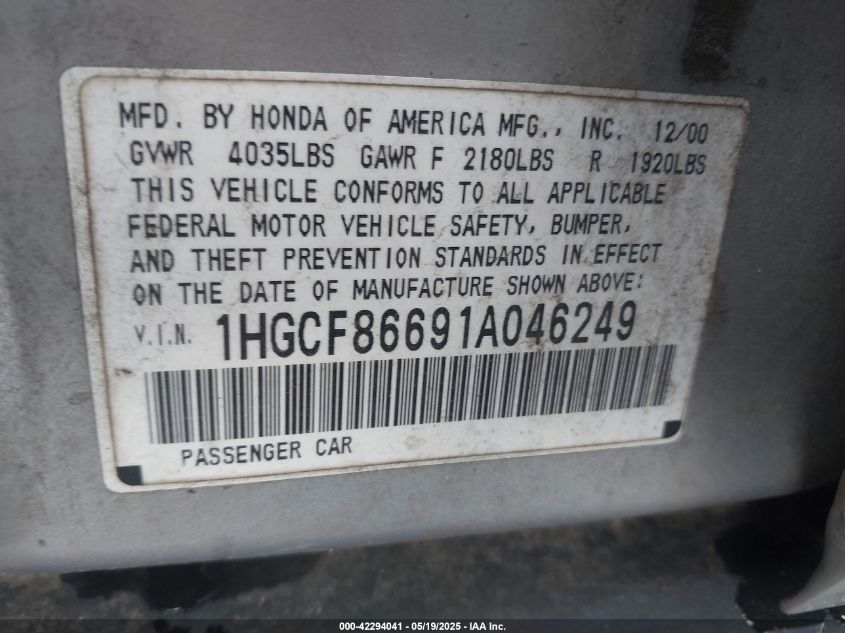 MFD. BY HONDA OF AMERICA MFG., INC. 12/00
GVWR 4035LBS GAWR F 2180LBS R 1920LBS
THIS VEHICLE CONFORMS TO ALL APPLICABLE
FEDERAL MOTOR VEHICLE SAFETY, BUMPER,
AND THEFT PREVENTION STANDARDS IN EFFECT
ON THE DATE OF MANUFACTURE SHOWN ABOVE:
V.I.N. 1HGCF86691A046249
PASSENGER CAR
000-42294041 - 05/19/2025 - IAA Inc.